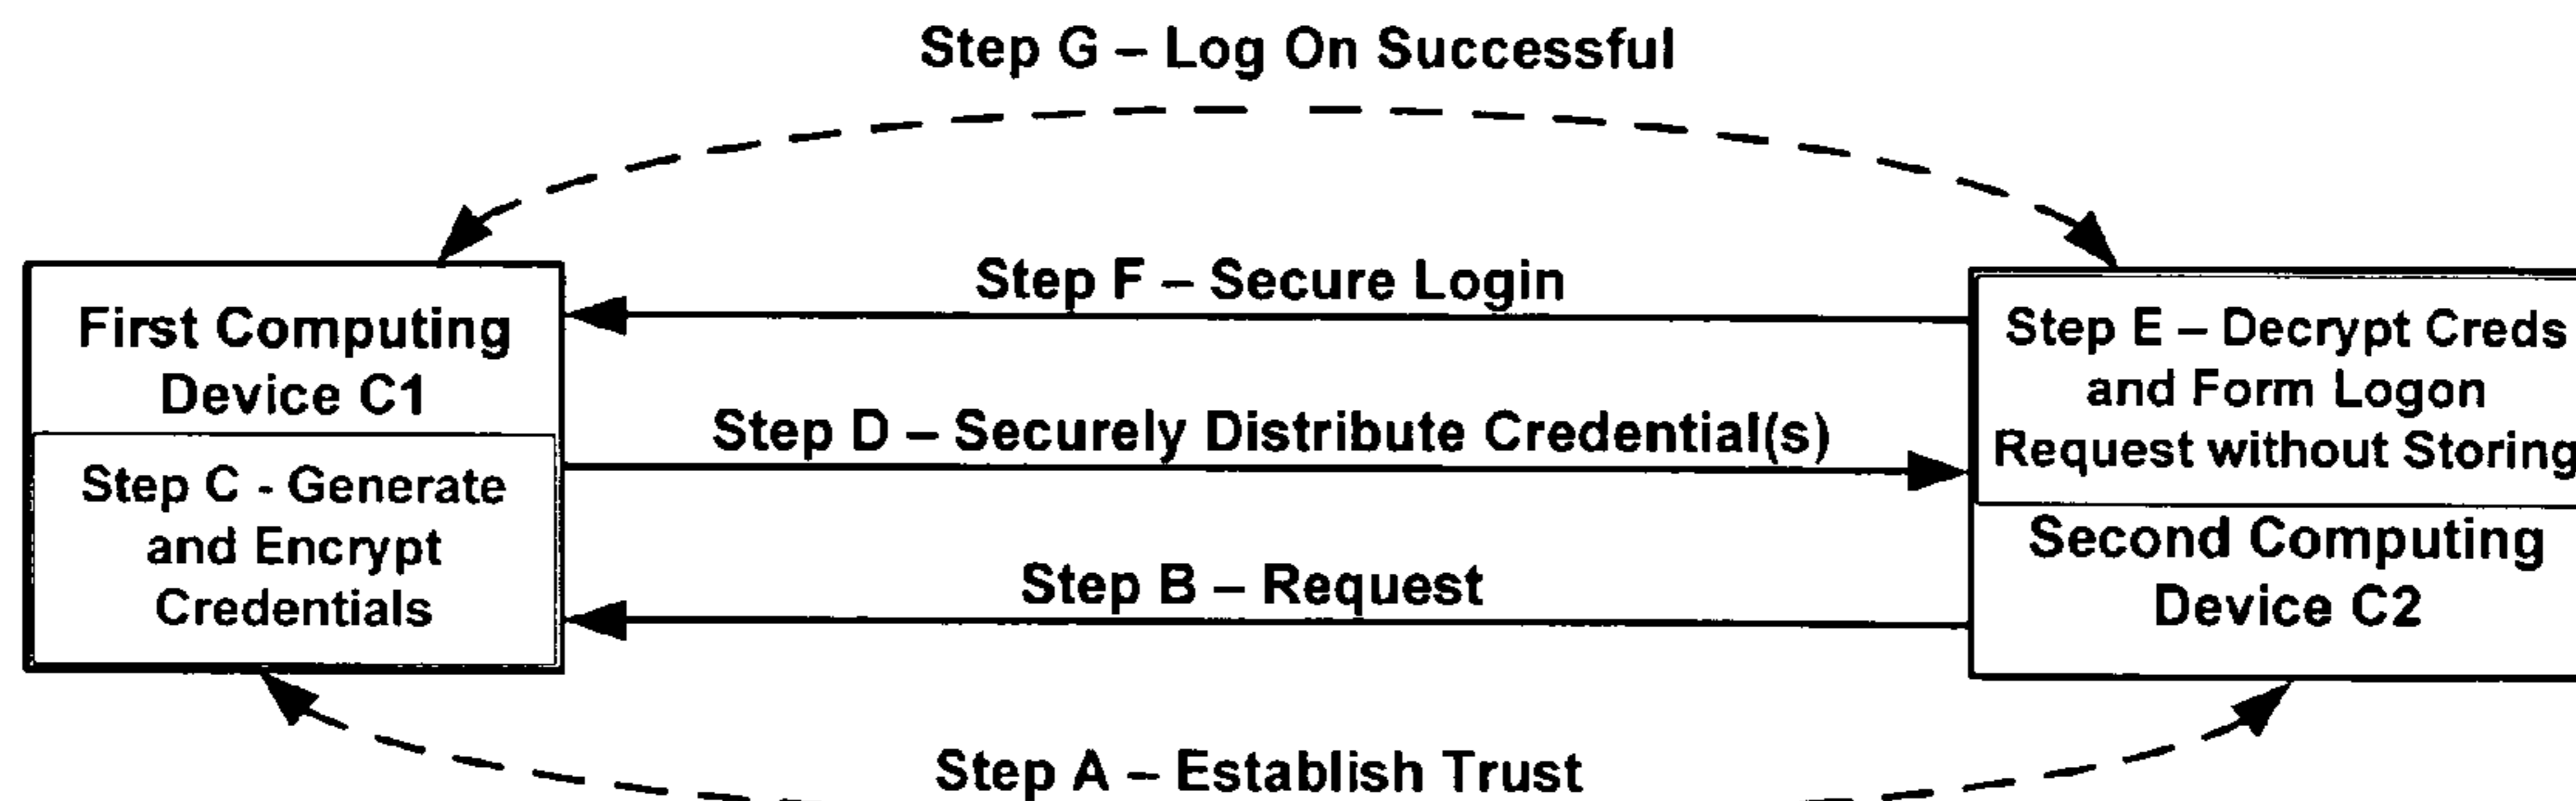 Step G – Log On Successful
Step F – Secure Login
First Computing
Device C1
Step E – Decrypt Creds
and Form Logon
Request without Storing
Step D – Securely Distribute Credential(s)
Step C - Generate
and Encrypt
Credentials
Second Computing
Device C2
Step B – Request
Step A – Establish Trust